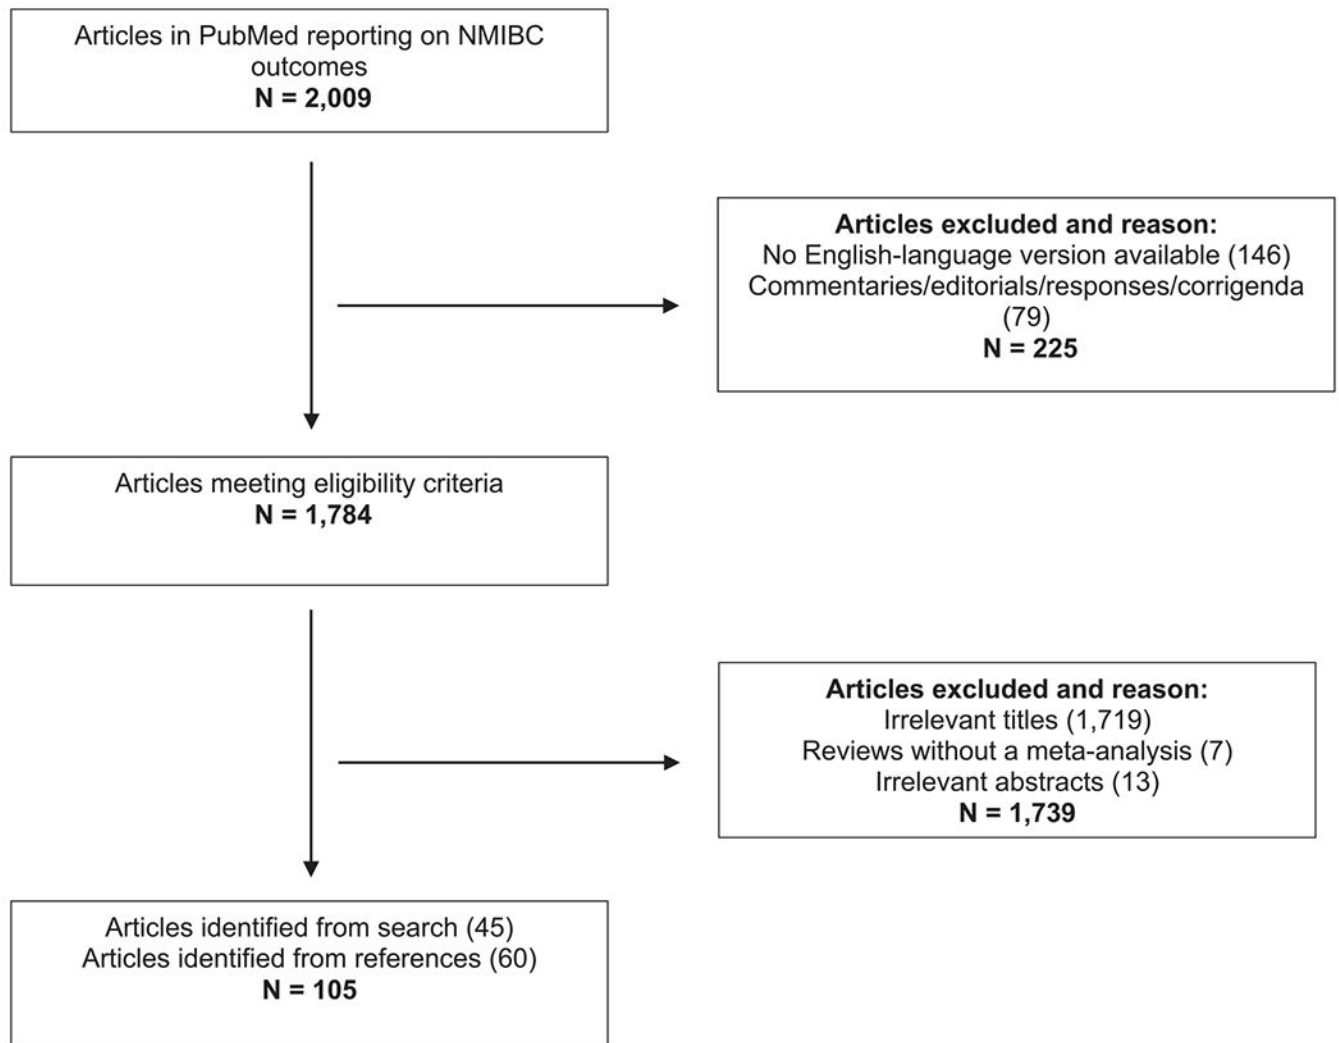 Articles in PubMed reporting on NMIBC
outcomes
N = 2,009
Articles excluded and reason:
No English-language version available (146)
Commentaries/editorials/responses/corrigenda
(79)
N = 225
Articles meeting eligibility criteria
N = 1,784
Articles excluded and reason:
Irrelevant titles (1,719)
Reviews without a meta-analysis (7)
Irrelevant abstracts (13)
N = 1,739
Articles identified from search (45)
Articles identified from references (60)
N = 105